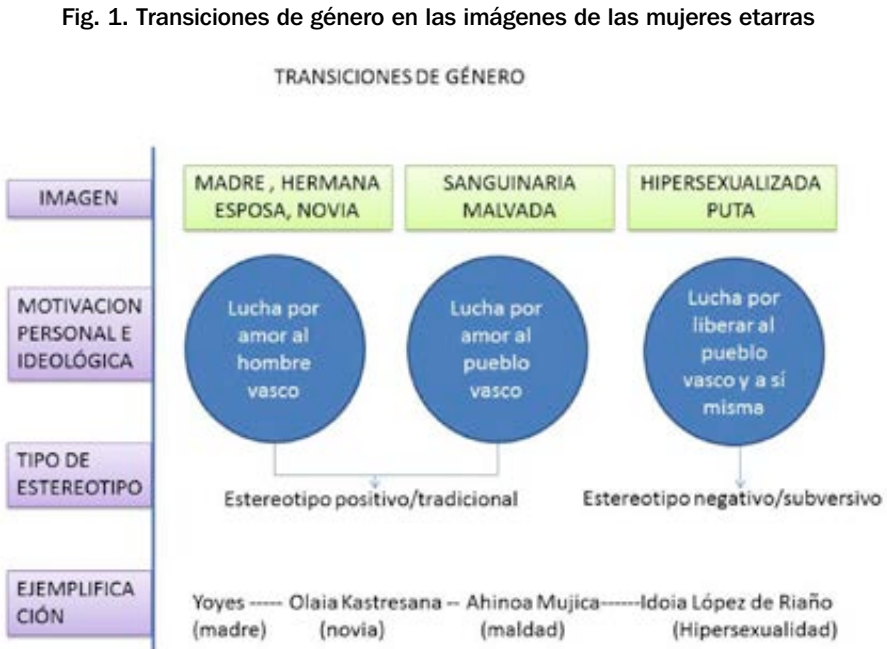 Fig. 1. Transiciones de género en las imágenes de las mujeres etarras
TRANSICIONES DE GÉNERO
IMAGEN
MADRE , HERMANA
ESPOSA, NOVIA
SANGUINARIA
MALVADA
HIPERSEXUALIZADA
PUTA
MOTIVACION
PERSONAL E
IDEOLÓGICA
Lucha por
amor al
hombre
vasco
Lucha por
amor al
pueblo
vasco
Lucha por
liberar al
pueblo
vasco y a sí
misma
TIPO DE
ESTEREOTIPO
Estereotipo positivo/tradicional
Estereotipo negativo/subversivo
EJEMPLIFICA
CIÓN
Yoyes ----- Olaia Kastresana -- Ahinoa Mujica------Idoia López de Riaño
(madre) (novia) (maldad) (Hipersexualidad)